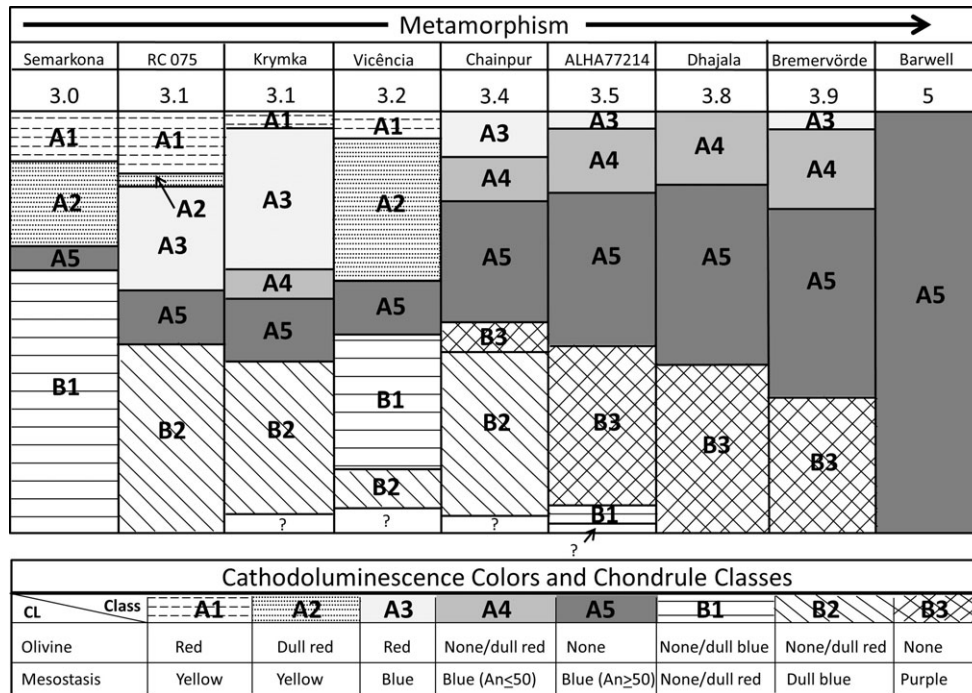 Metamorphism
Semarkona RC 075 Krymka Vicência Chainpur ALHA77214 Dhajala Bremervörde Barwell
3.0 3.1 3.1 3.2 3.4 3.5 3.8 3.9 5
A1 A1 A1 A1 A3 A3 A4 A3 A5
A2 A2 A3 A2 A4 A4 A5 A4
A5 A3 A4 A5 A5 A5 B3 A5
B1 A5 A5 B1 B3 B3 B3
B2 B2 B2 B2 B1
? ? ? ?
Cathodoluminescence Colors and Chondrule Classes
CL Class A1 A2 A3 A4 A5 B1 B2 B3
Olivine Red Dull red Red None/dull red None None/dull blue None/dull red None
Mesostasis Yellow Yellow Blue Blue (An≤50) Blue (An≥50) None/dull red Dull blue Purple